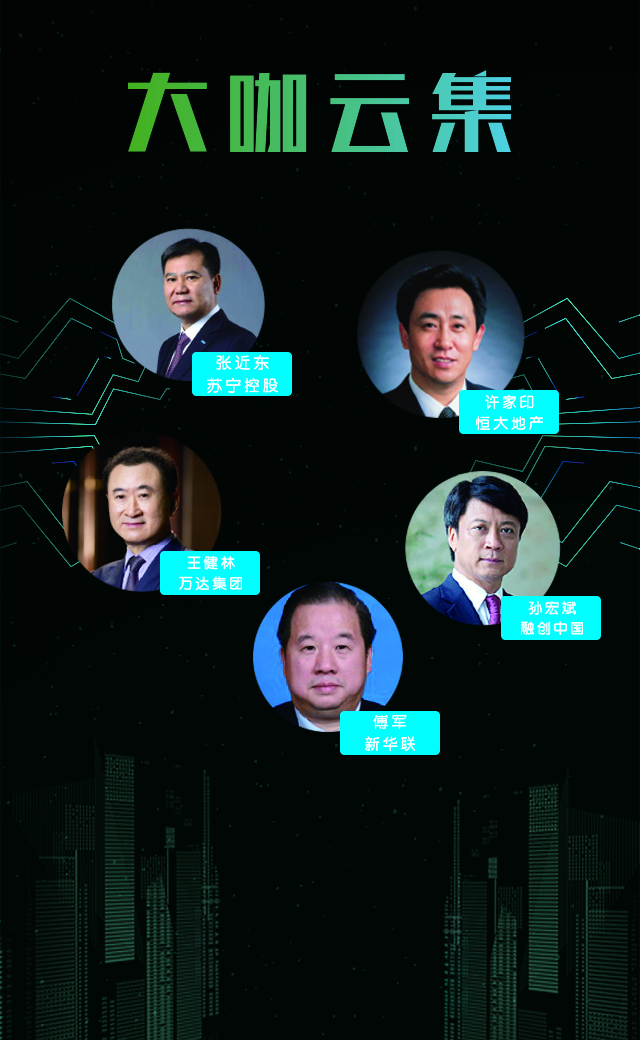 大咖云集
张近东
苏宁控股
许家印
恒大地产
王健林
万达集团
孙宏斌
融创中国
傅军
新华联